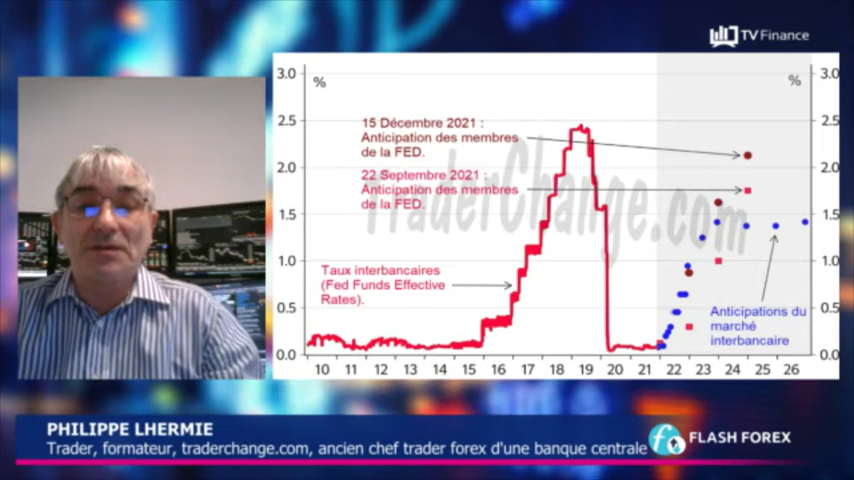 TV Finance
3.0
%
%
3.0
2.5
2.5
2.0
2.0
1.5
1.5
1.0
1.0
0.5
0.5
0.0
0.0
15 Décembre 2021 :
Anticipation des membres
de la FED.
22 Septembre 2021 :
Anticipation des membres
de la FED.
TraderChange.com
Taux interbancaires
(Fed Funds Effective
Rates).
Anticipations du
marché
interbancaire
10 11 12 13 14 15 16 17 18 19 20 21 22 23 24 25 26
PHILIPPE LHERMIE
Trader, formateur, traderchange.com, ancien chef trader forex d'une banque centrale
FLASH FOREX